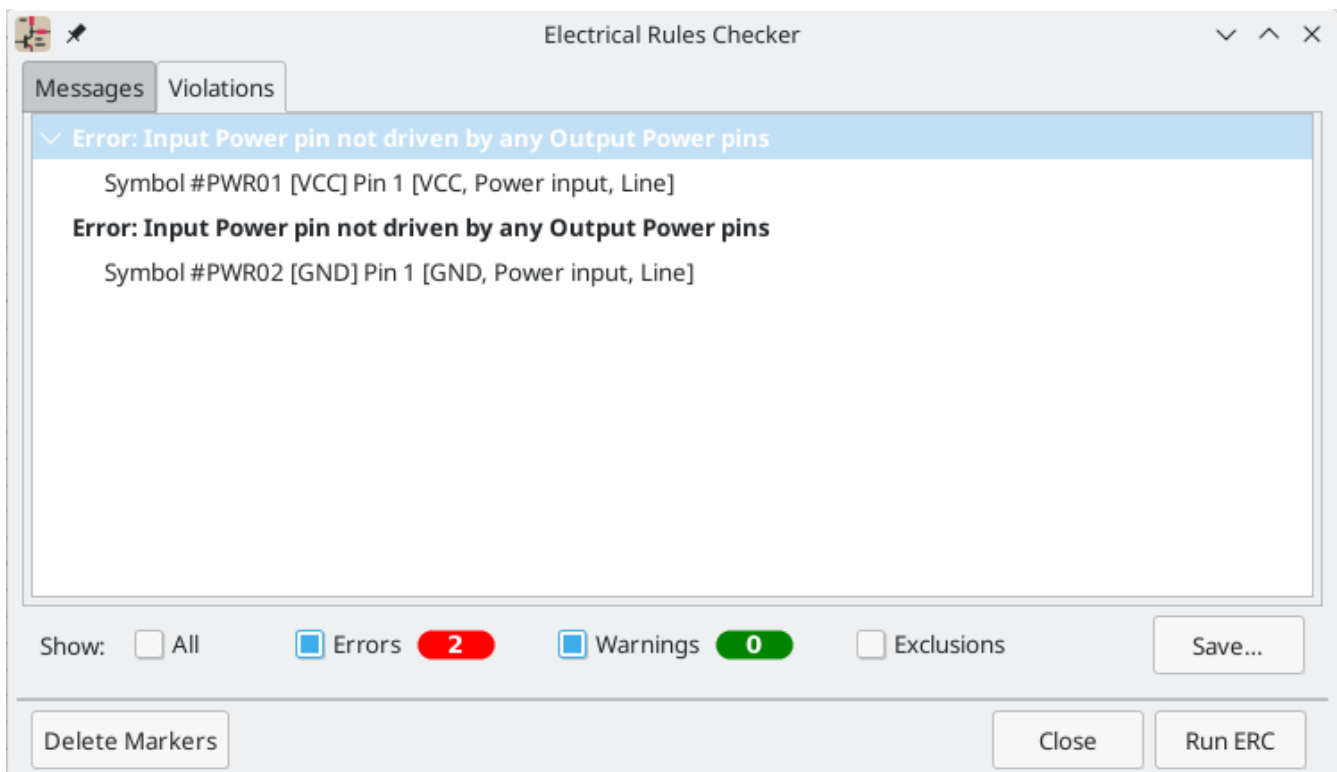 Electrical Rules Checker
Messages Violations
Error: Input Power pin not driven by any Output Power pins
Symbol #PWR01 [VCC] Pin 1 [VCC, Power input, Line]
Error: Input Power pin not driven by any Output Power pins
Symbol #PWR02 [GND] Pin 1 [GND, Power input, Line]
Show: All Errors 2 Warnings 0 Exclusions Save...
Delete Markers Close Run ERC